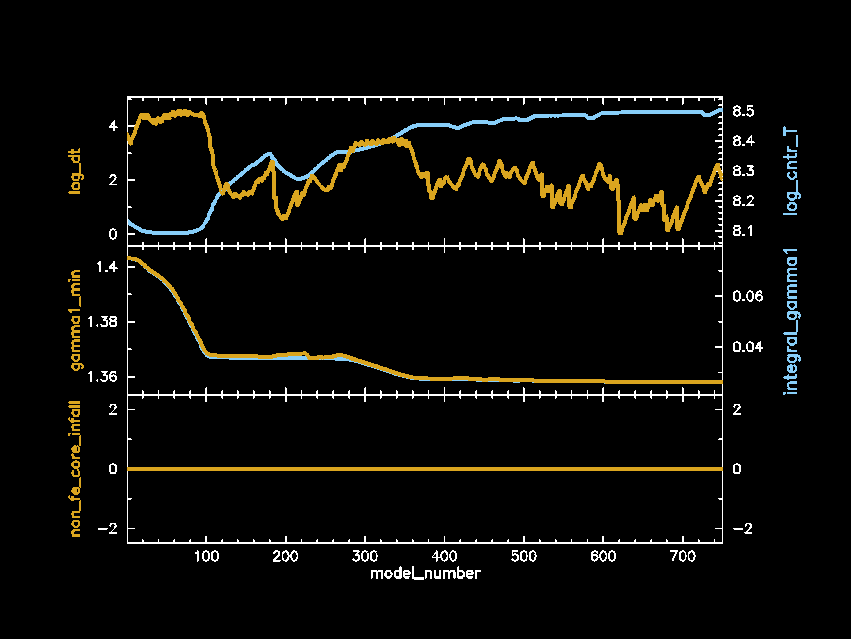 log_dt
4
2
0
8.5
8.4
8.3
8.2
8.1
log_cntr_T
gamma1_min
1.4
1.38
1.36
0.06
0.04
integral_gamma1
non_fe_core_infall
2
0
−2
2
0
−2
100 200 300 400 500 600 700
model_number